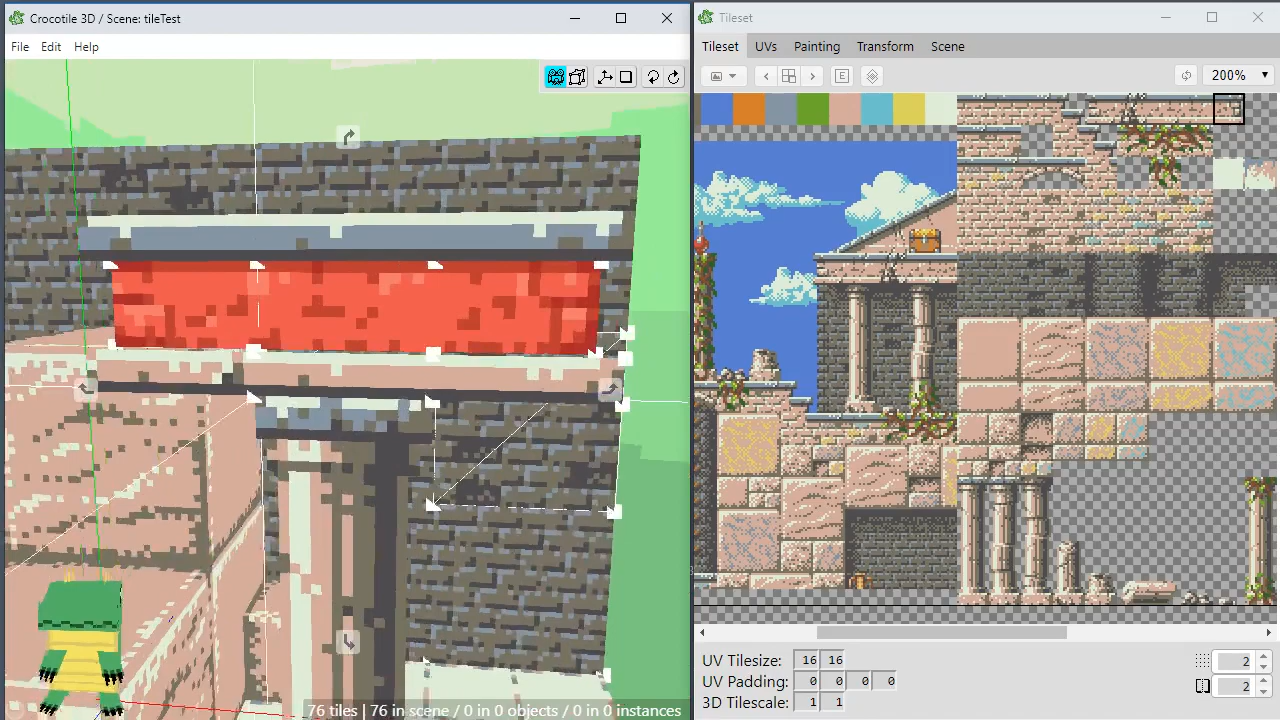 Crocotile 3D / Scene: tileTest
File Edit Help
76 tiles | 76 in scene / 0 in 0 objects / 0 in 0 instances
Tileset
Tileset UVs Painting Transform Scene
E
200%
UV Tilesize: 16 16
UV Padding: 0 0 0 0
3D Tilescale: 1 1
2
2